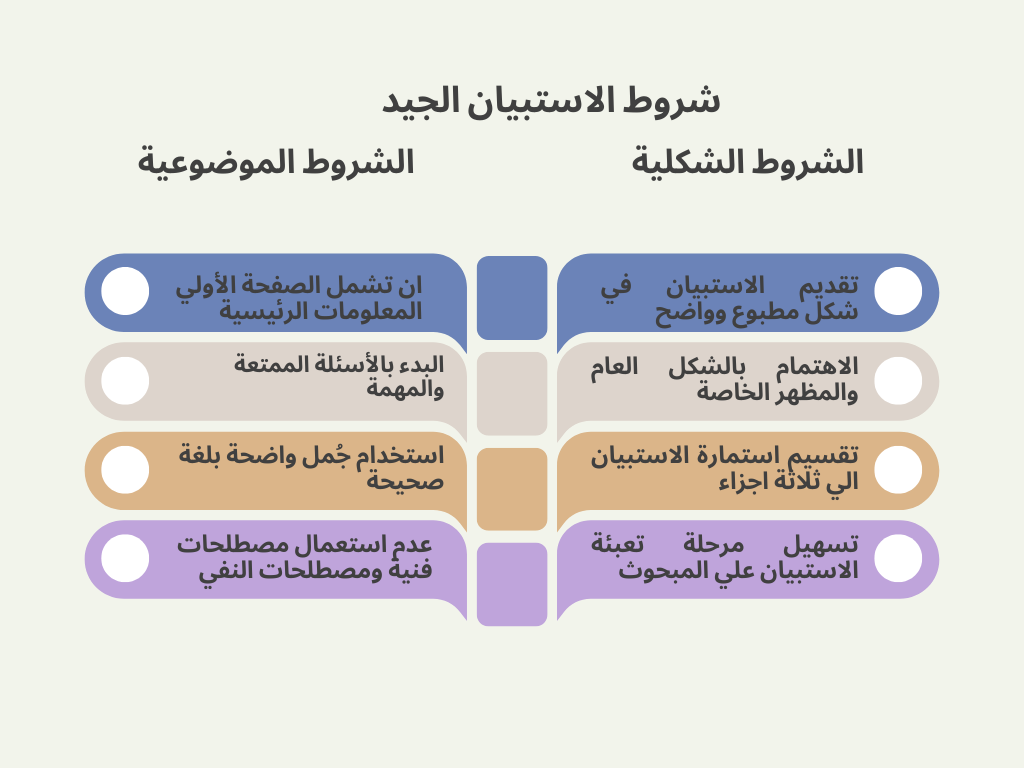 شروط الاستبيان الجيد
الشروط الشكلية
الشروط الموضوعية
تقديم الاستبيان في
شكل مطبوع وواضح
الاهتمام بالشكل العام
والمظهر الخاصة
تقسيم استمارة الاستبيان
الي ثلاثة اجزاء
تسهيل مرحلة تعبئة
الاستبيان علي المبحوث
ان تشمل الصفحة الأولي
المعلومات الرئيسية
البدء بالأسئلة الممتعة
والمهمة
استخدام جُمل واضحة بلغة
صحيحة
عدم استعمال مصطلحات
فنية ومصطلحات النفي